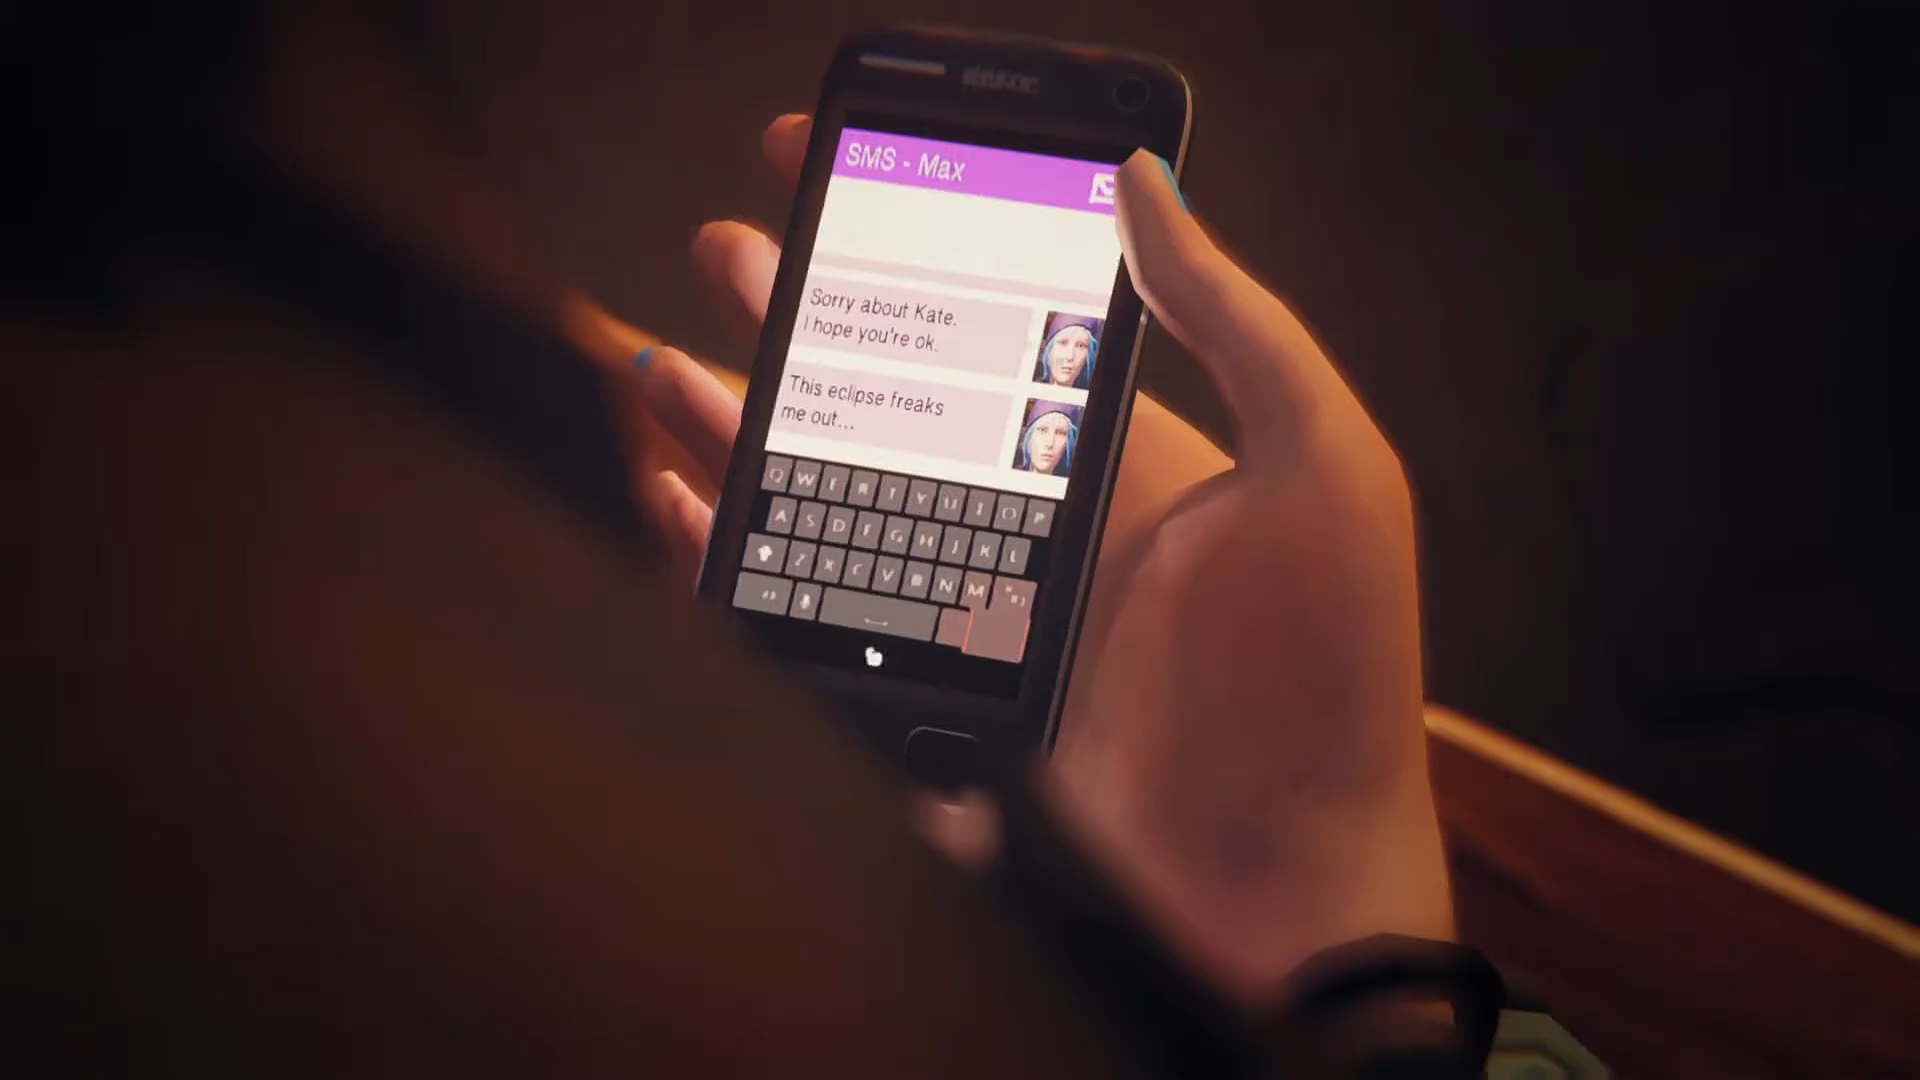 SMS - Max
Sorry about Kate.
I hope you're ok.
This eclipse freaks
me out...
Q W E R T Y U I O P
A S D F G H J K L
Z X C V B N M